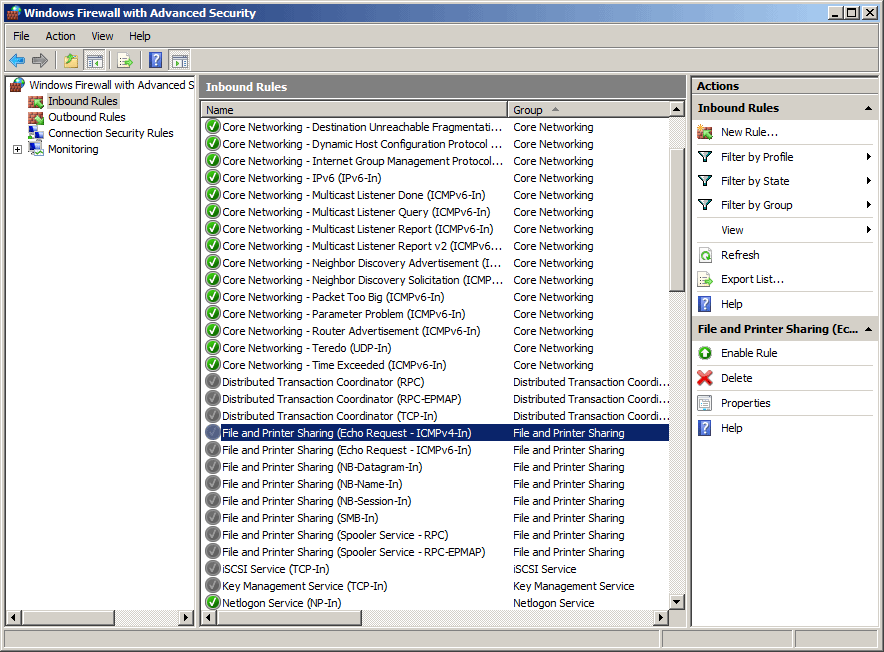 Windows Firewall with Advanced Security
File Action View Help
Windows Firewall with Advanced S
Inbound Rules
Outbound Rules
Connection Security Rules
Monitoring
Inbound Rules
Name Group
Core Networking - Destination Unreachable Fragmentati... Core Networking
Core Networking - Dynamic Host Configuration Protocol ... Core Networking
Core Networking - Internet Group Management Protocol... Core Networking
Core Networking - IPv6 (IPv6-In) Core Networking
Core Networking - Multicast Listener Done (ICMPv6-In) Core Networking
Core Networking - Multicast Listener Query (ICMPv6-In) Core Networking
Core Networking - Multicast Listener Report (ICMPv6-In) Core Networking
Core Networking - Multicast Listener Report v2 (ICMPv6... Core Networking
Core Networking - Neighbor Discovery Advertisement (I... Core Networking
Core Networking - Neighbor Discovery Solicitation (ICMP... Core Networking
Core Networking - Packet Too Big (ICMPv6-In) Core Networking
Core Networking - Parameter Problem (ICMPv6-In) Core Networking
Core Networking - Router Advertisement (ICMPv6-In) Core Networking
Core Networking - Teredo (UDP-In) Core Networking
Core Networking - Time Exceeded (ICMPv6-In) Core Networking
Distributed Transaction Coordinator (RPC) Distributed Transaction Coordi...
Distributed Transaction Coordinator (RPC-EPMAP) Distributed Transaction Coordi...
Distributed Transaction Coordinator (TCP-In) Distributed Transaction Coordi...
File and Printer Sharing (Echo Request - ICMPv4-In) File and Printer Sharing
File and Printer Sharing (Echo Request - ICMPv6-In) File and Printer Sharing
File and Printer Sharing (NB-Datagram-In) File and Printer Sharing
File and Printer Sharing (NB-Name-In) File and Printer Sharing
File and Printer Sharing (NB-Session-In) File and Printer Sharing
File and Printer Sharing (SMB-In) File and Printer Sharing
File and Printer Sharing (Spooler Service - RPC) File and Printer Sharing
File and Printer Sharing (Spooler Service - RPC-EPMAP) File and Printer Sharing
iSCSI Service (TCP-In) iSCSI Service
Key Management Service (TCP-In) Key Management Service
Netlogon Service (NP-In) Netlogon Service
Actions
Inbound Rules
New Rule...
Filter by Profile
Filter by State
Filter by Group
View
Refresh
Export List...
Help
File and Printer Sharing (Ec...
Enable Rule
Delete
Properties
Help